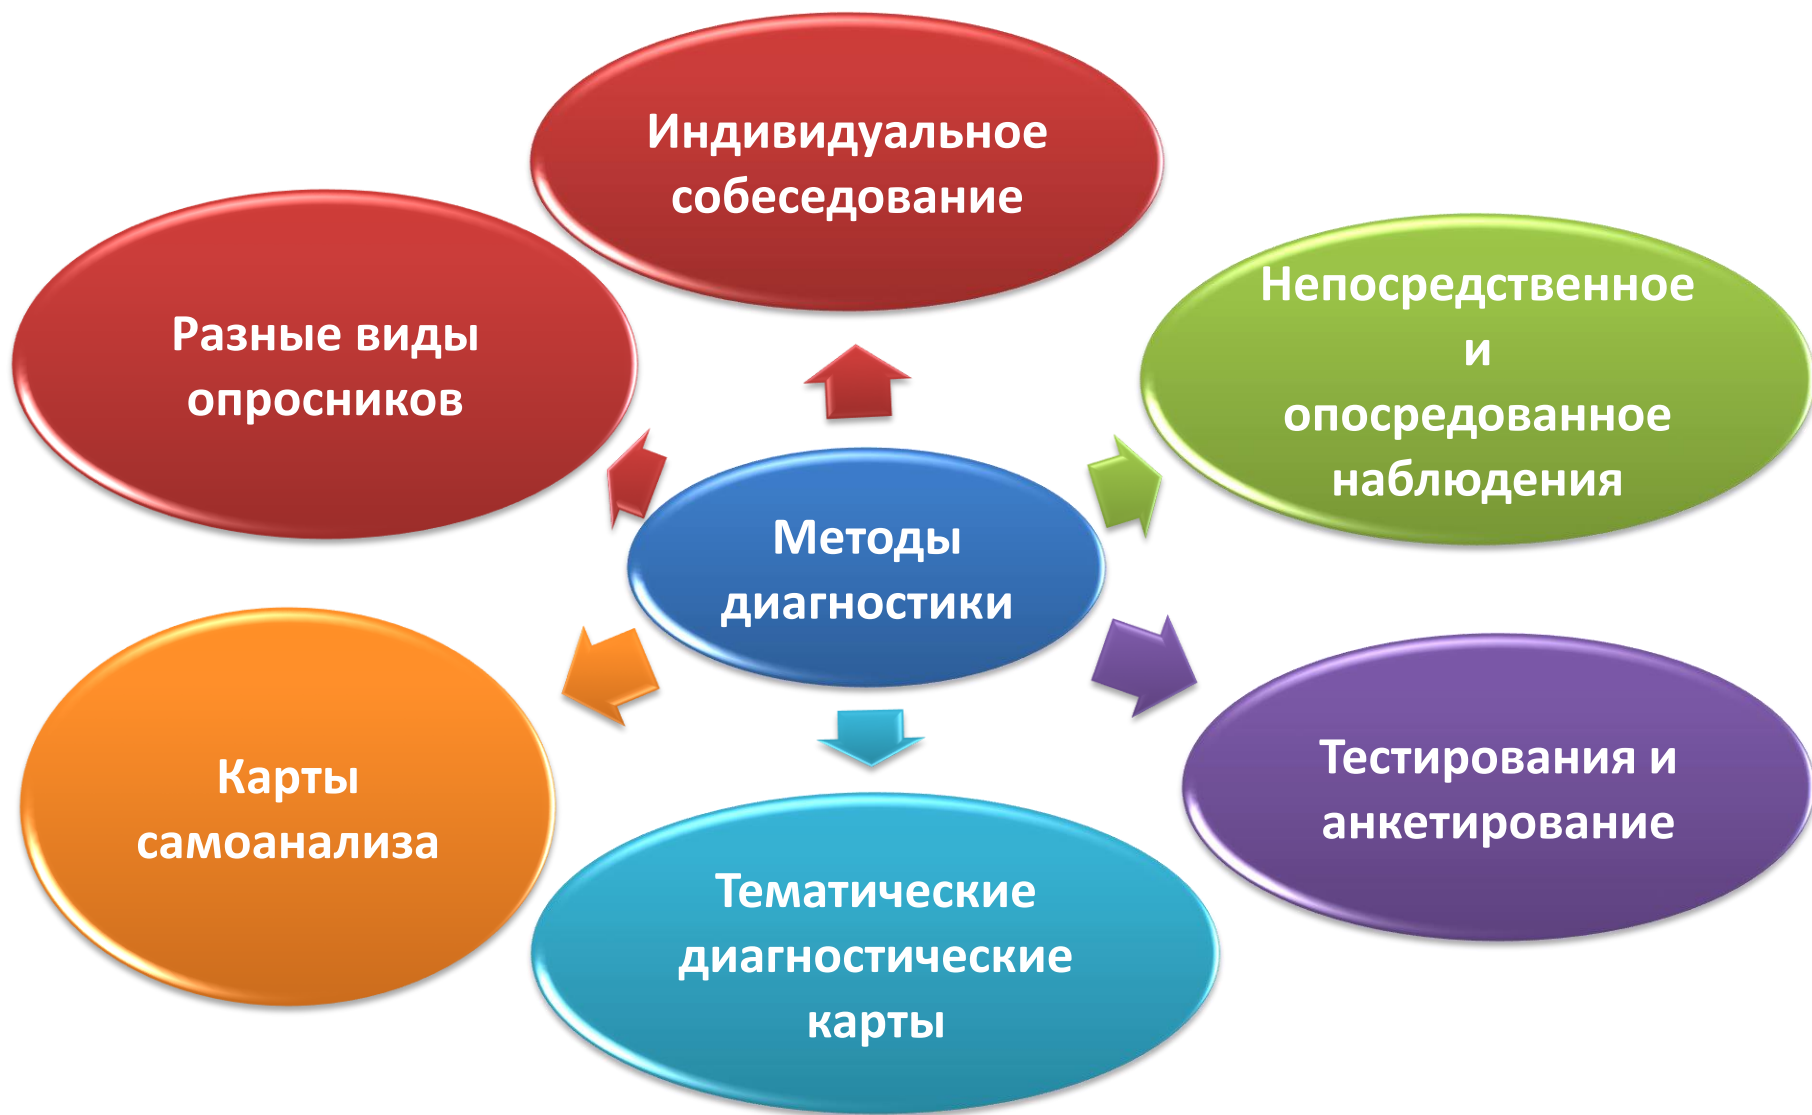 Индивидуальное
собеседование
Разные виды
опросников
Непосредственное
и
опосредованное
наблюдения
Методы
диагностики
Карты
самоанализа
Тестирования и
анкетирование
Тематические
диагностические
карты